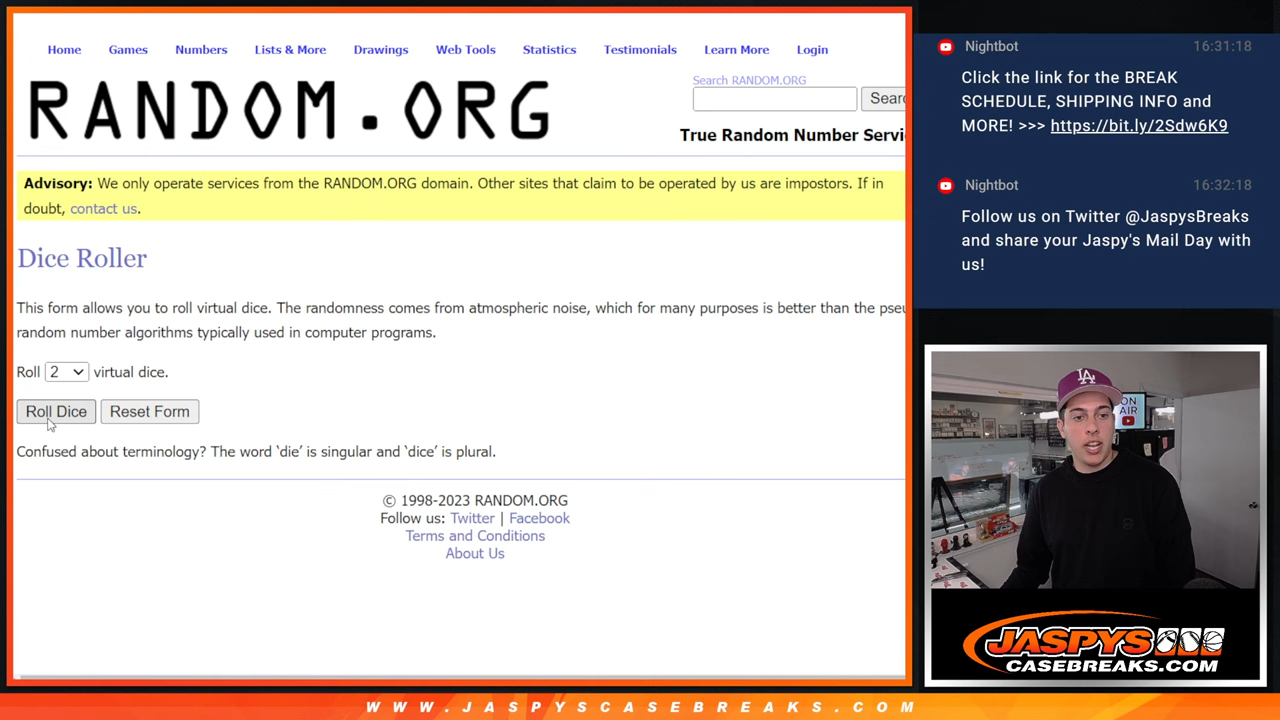 Home Games Numbers Lists & More Drawings Web Tools Statistics Testimonials Learn More Login
RANDOM.ORG
Search RANDOM.ORG
Searc
True Random Number Servi
Advisory: We only operate services from the RANDOM.ORG domain. Other sites that claim to be operated by us are impostors. If in
doubt, contact us.
Dice Roller
This form allows you to roll virtual dice. The randomness comes from atmospheric noise, which for many purposes is better than the pseu
random number algorithms typically used in computer programs.
Roll 2 virtual dice.
Roll Dice Reset Form
Confused about terminology? The word ‘die’ is singular and ‘dice’ is plural.
© 1998-2023 RANDOM.ORG
Follow us: Twitter | Facebook
Terms and Conditions
About Us
Nightbot 16:31:18
Click the link for the BREAK
SCHEDULE, SHIPPING INFO and
MORE! >>> https://bit.ly/2Sdw6K9
Nightbot 16:32:18
Follow us on Twitter @JaspysBreaks
and share your Jaspy's Mail Day with
us!
LA
ON
AIR
JASPYS
CASEBREAKS.COM
WWW.JASPYSCASEBREAKS.COM